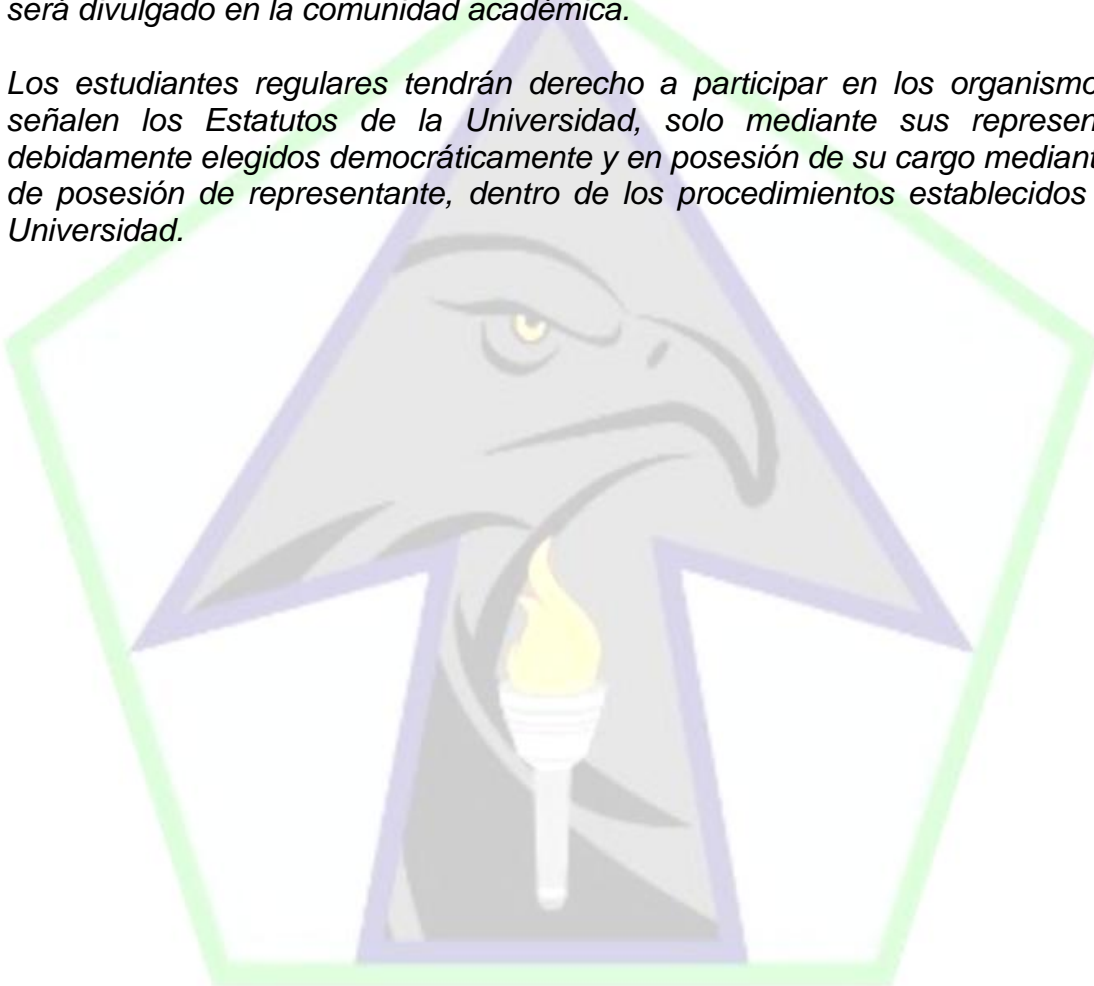 será divulgado en la comunidad académica.
Los estudiantes regulares tendrán derecho a participar en los organismo
señalen los Estatutos de la Universidad, solo mediante sus represen
debidamente elegidos democráticamente y en posesión de su cargo mediant
de posesión de representante, dentro de los procedimientos establecidos
Universidad.